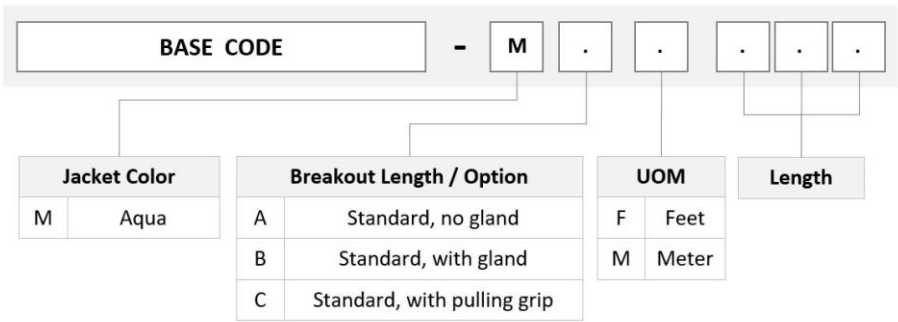 BASE CODE - M . . . . .
Jacket Color
M Aqua
Breakout Length / Option
A Standard, no gland
B Standard, with gland
C Standard, with pulling grip
UOM
F Feet
M Meter
Length